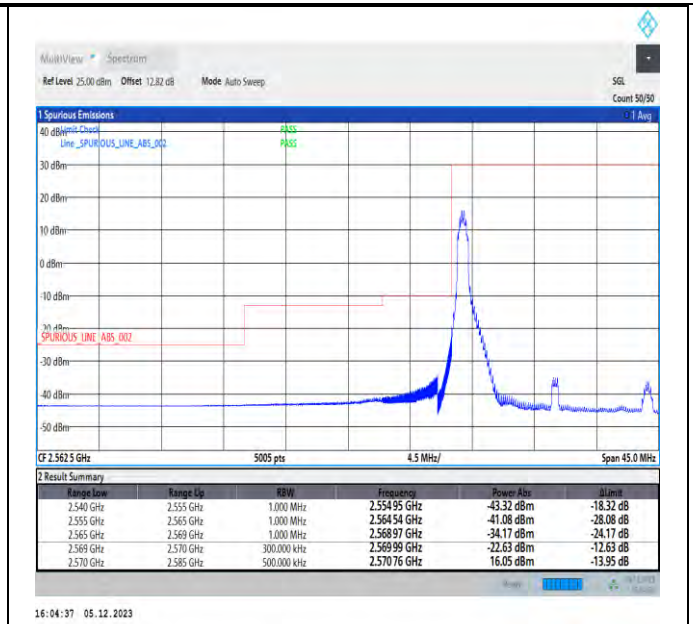 MultiView Spectrum
Ref Level 25.00 dBm Offset 12.82 dB Mode Auto Sweep SGL
Count 50/50
1 Spurious Emissions 1 Avg
40 dBm Limit Check PASS
Line _SPURIOUS_LINE_ABS_002 PASS
30 dBm
20 dBm
10 dBm
0 dBm
-10 dBm
-20 dBm
SPURIOUS_LINE_ABS_002
-30 dBm
-40 dBm
-50 dBm
CF 2.562 5 GHz 5005 pts 4.5 MHz/ Span 45.0 MHz
2 Result Summary
Range Low Range Up RBW Frequency Power Abs ΔLimit
2.540 GHz 2.555 GHz 1.000 MHz 2.554 95 GHz -43.32 dBm -18.32 dB
2.555 GHz 2.565 GHz 1.000 MHz 2.564 54 GHz -41.08 dBm -28.08 dB
2.565 GHz 2.569 GHz 1.000 MHz 2.568 97 GHz -34.17 dBm -24.17 dB
2.569 GHz 2.570 GHz 300.000 kHz 2.569 99 GHz -22.63 dBm -12.63 dB
2.570 GHz 2.585 GHz 500.000 kHz 2.570 76 GHz 16.05 dBm -13.95 dB
16:04:37 05.12.2023